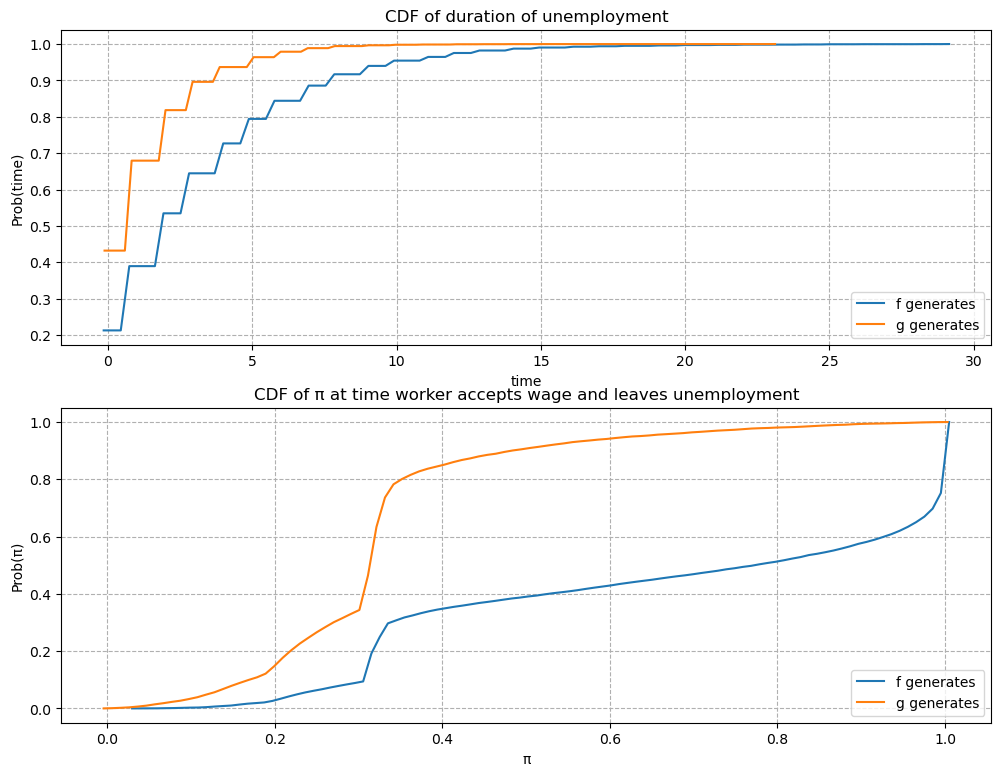 CDF of duration of unemployment
Prob(time)
1.0
0.9
0.8
0.7
0.6
0.5
0.4
0.3
0.2
f generates
g generates
0 5 10 15 20 25 30
time
CDF of π at time worker accepts wage and leaves unemployment
Prob(π)
1.0
0.8
0.6
0.4
0.2
0.0
f generates
g generates
0.0 0.2 0.4 0.6 0.8 1.0
π